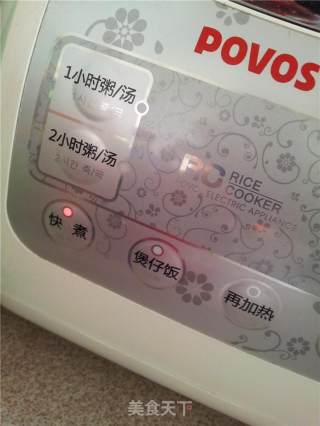 POVOS
1小时粥/汤
2小时粥/汤
RICE
COOKER
ELECTRIC APPLIANCE
快煮
煲仔饭
再加热
美食天下